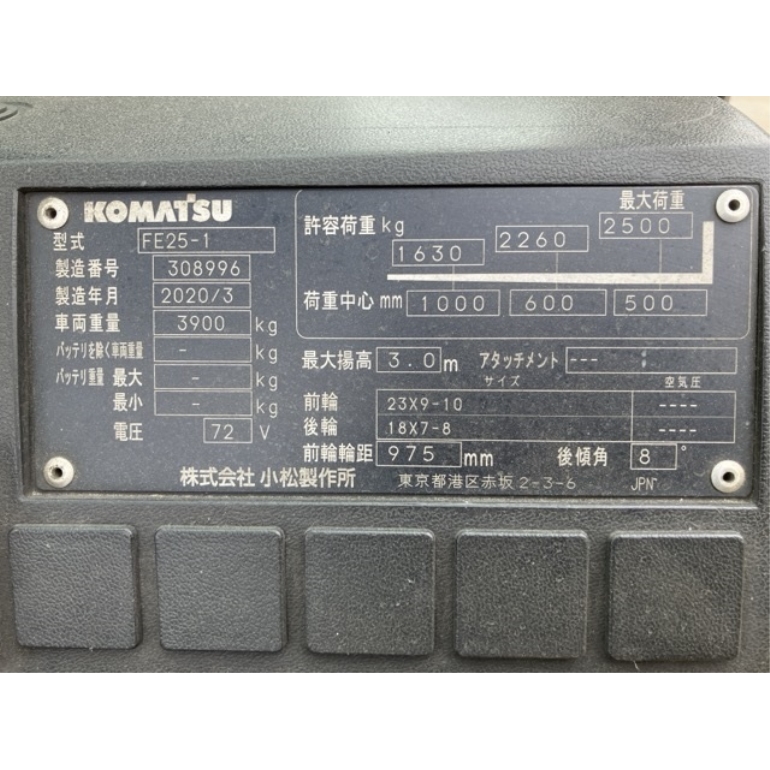 KOMATSU
型式 FE25-1
製造番号 308996
製造年月 2020/3
車両重量 3900 kg
バッテリを除く車両重量 - kg
バッテリ重量 最大 - kg
最小 - kg
電圧 72 V
最大荷重
許容荷重 kg 1630 2260 2500
荷重中心 mm 1000 600 500
最大揚高 3.0 m アタッチメント ---
サイズ 空気圧
前輪 23X9-10 ----
後輪 18X7-8 ----
前輪輪距 975 mm 後傾角 8 °
株式会社 小松製作所 東京都港区赤坂 2-3-6 JPN